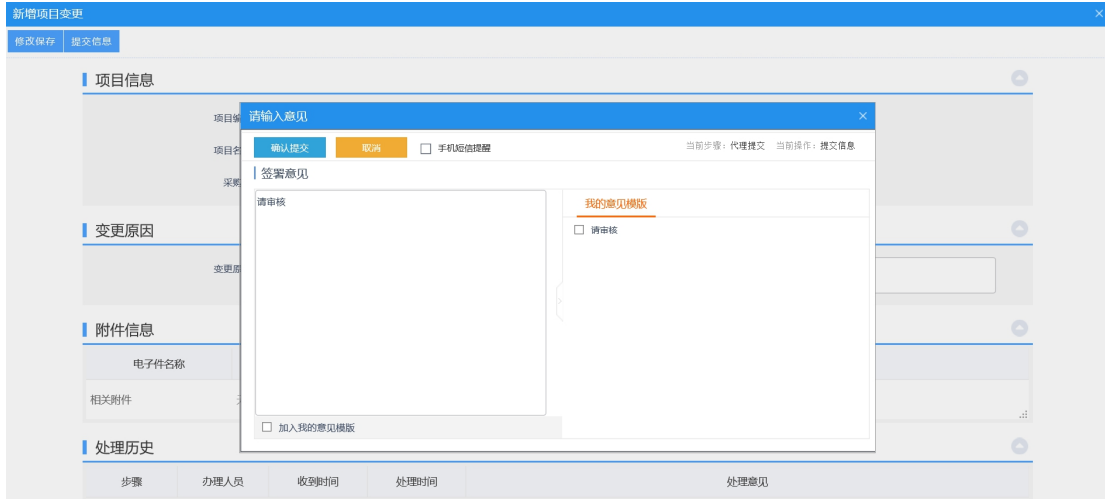 新增项目变更
修改保存 提交信息
项目信息
项目编
项目名
采购
请输入意见
确认提交 取消 手机短信提醒 当前步骤：代理提交 当前操作：提交信息
签署意见
请审核
我的意见模版
请审核
加入我的意见模版
变更原因
变更原
附件信息
电子件名称
相关附件
处理历史
步骤 办理人员 收到时间 处理时间 处理意见